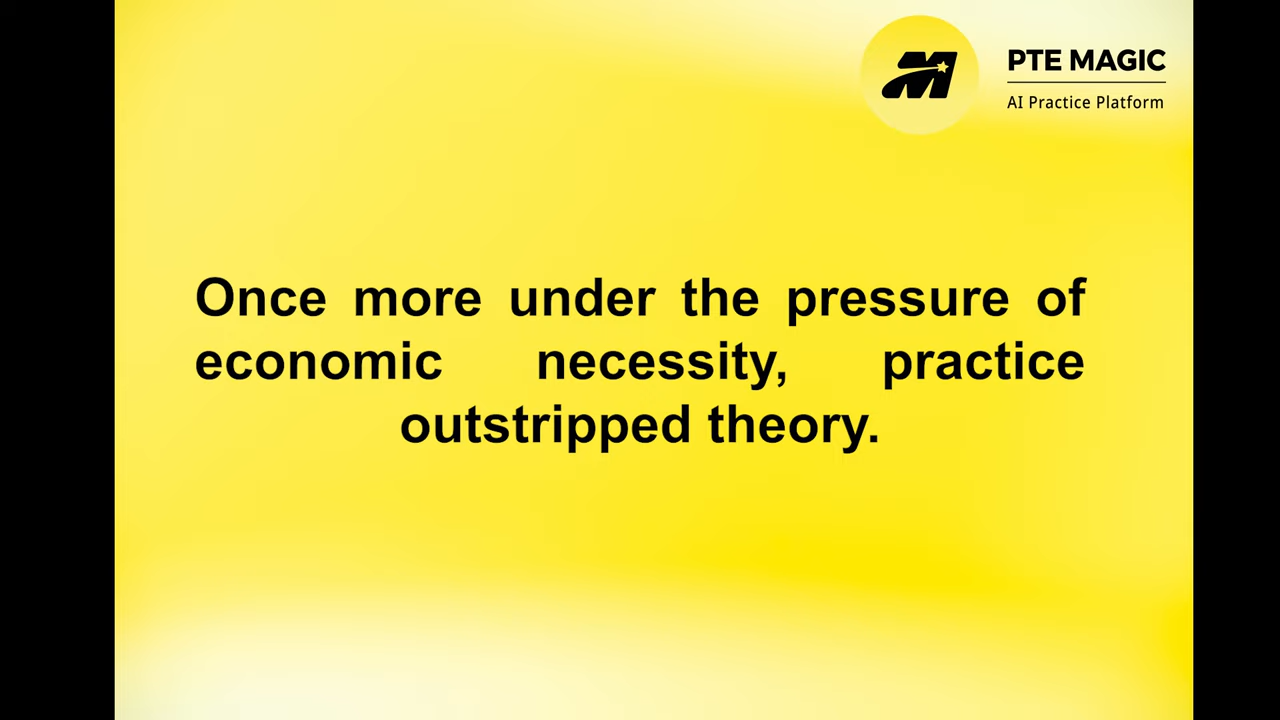 PTE MAGIC
AI Practice Platform
Once more under the pressure of
economic necessity, practice
outstripped theory.